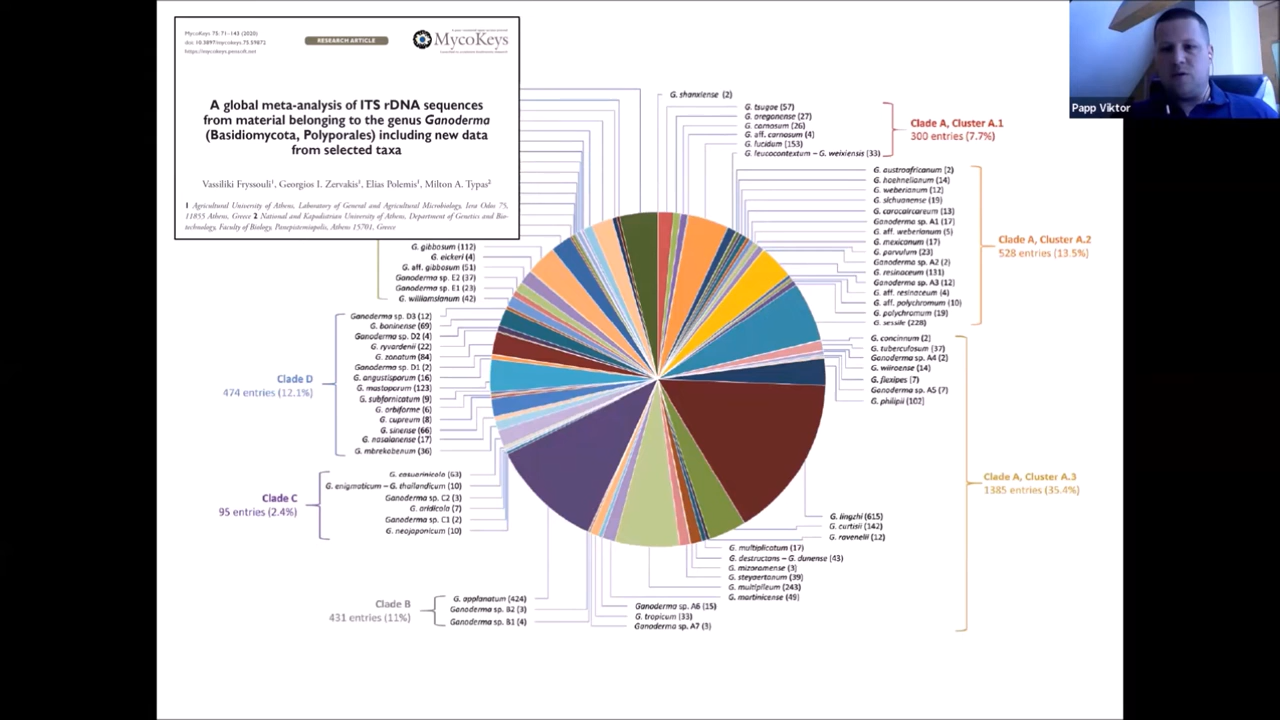 MycoKeys 75: 71–143 (2020)
doi: 10.3897/mycokeys.75.59872
https://mycokeys.pensoft.net
RESEARCH ARTICLE
MycoKeys
A global meta-analysis of ITS rDNA sequences
from material belonging to the genus Ganoderma
(Basidiomycota, Polyporales) including new data
from selected taxa
Vassiliki Fryssouli¹, Georgios I. Zervakis¹, Elias Polemis¹, Milton A. Typas²
1 Agricultural University of Athens, Laboratory of General and Agricultural Microbiology, Iera Odos 75,
11855 Athens, Greece 2 National and Kapodistrian University of Athens, Department of Genetics and Bio-
technology, Faculty of Biology, Panepistemiopolis, Athens 15701, Greece
Papp Viktor
G. shanxiense (2)
G. tsugae (57)
G. oregonense (27)
G. carnosum (26)
G. aff. carnosum (4)
G. lucidum (153)
G. leucocontextum – G. weixiensis (33)
Clade A, Cluster A.1
300 entries (7.7%)
G. austroafricanum (2)
G. hoehnelianum (14)
G. weberianum (12)
G. sichuanense (19)
G. carocalcareum (13)
Ganoderma sp. A1 (17)
G. aff. weberianum (5)
G. mexicanum (17)
G. parvulum (23)
Ganoderma sp. A2 (2)
G. resinaceum (131)
Ganoderma sp. A3 (12)
G. aff. resinaceum (4)
G. aff. polychromum (10)
G. polychromum (19)
G. sessile (228)
Clade A, Cluster A.2
528 entries (13.5%)
G. concinnum (2)
G. tuberculosum (37)
Ganoderma sp. A4 (2)
G. wiiroense (14)
G. flexipes (7)
Ganoderma sp. A5 (7)
G. philipii (102)
Clade A, Cluster A.3
1385 entries (35.4%)
G. lingzhi (615)
G. curtisii (142)
G. ravenelii (12)
G. multiplicatum (17)
G. destructans – G. dunense (43)
G. mizoramense (3)
G. steyaertanum (39)
G. multipileum (243)
G. martinicense (49)
Ganoderma sp. A6 (15)
G. tropicum (33)
Ganoderma sp. A7 (3)
G. gibbosum (112)
G. eickeri (4)
G. aff. gibbosum (51)
Ganoderma sp. E2 (37)
Ganoderma sp. E1 (23)
G. williamsianum (42)
Ganoderma sp. D3 (12)
G. boninense (69)
Ganoderma sp. D2 (4)
G. ryvardenii (22)
G. zonatum (84)
Ganoderma sp. D1 (2)
G. angustisporum (16)
G. mastoporum (123)
G. subfornicatum (9)
G. orbiforme (6)
G. cupreum (8)
G. sinense (66)
G. nasalanense (17)
G. mbrekobenum (36)
Clade D
474 entries (12.1%)
G. casuarinicola (63)
G. enigmaticum – G. thailandicum (10)
Ganoderma sp. C2 (3)
G. aridicola (7)
Ganoderma sp. C1 (2)
G. neojaponicum (10)
Clade C
95 entries (2.4%)
G. applanatum (424)
Ganoderma sp. B2 (3)
Ganoderma sp. B1 (4)
Clade B
431 entries (11%)